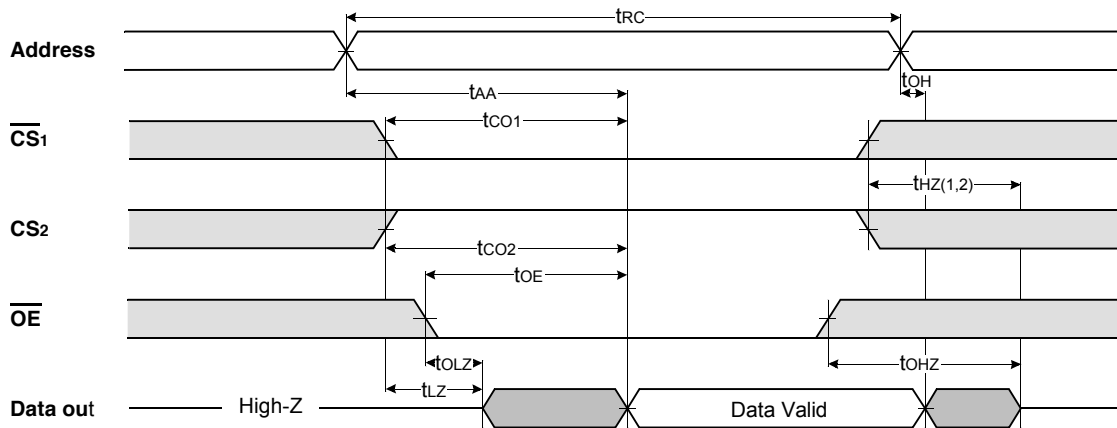 tRC
Address
tOH
tAA
tCO1
CS1
tHZ(1,2)
CS2
tCO2
tOE
OE
tOLZ
tOHZ
tLZ
Data out
High-Z
Data Valid